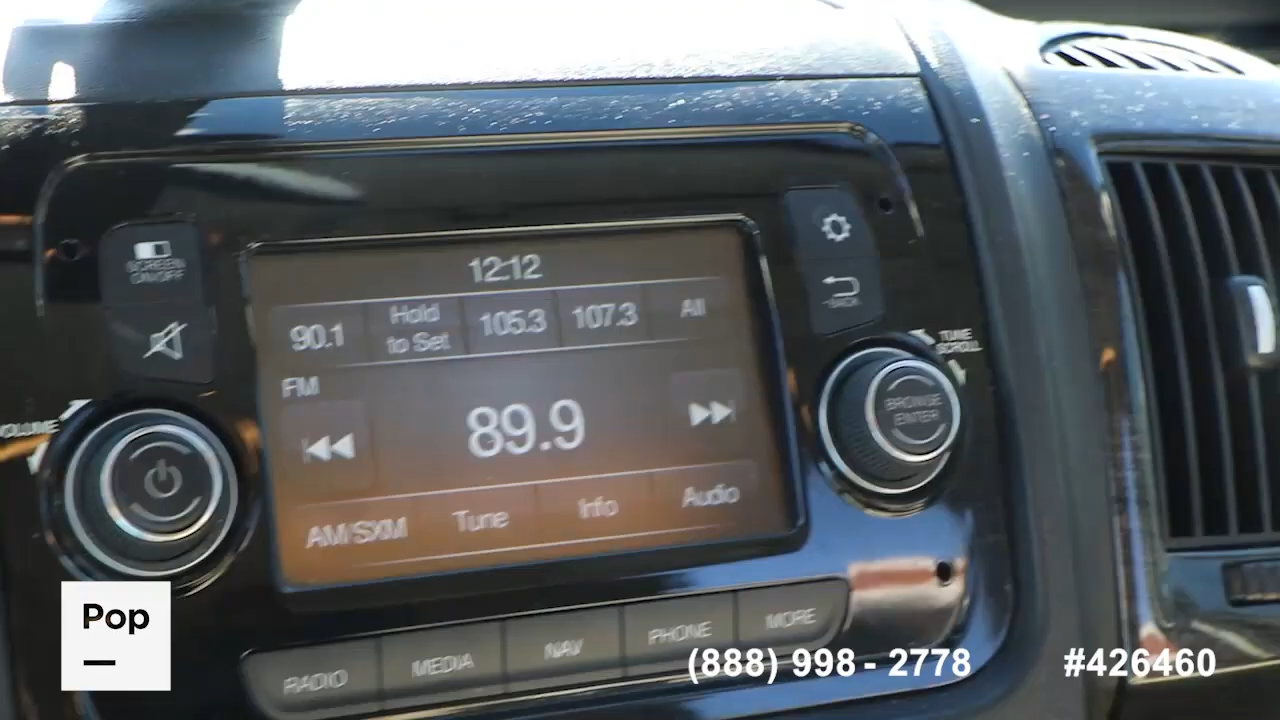 SCREEN
ON/OFF
12:12
90.1
Hold
to Set
105.3
107.3
All
BACK
TUNE
SCROLL
FM
VOLUME
89.9
BROWSE
ENTER
AM/SXM
Tune
Info
Audio
RADIO
MEDIA
NAV
PHONE
MORE
Pop
(888) 998 - 2778
#426460